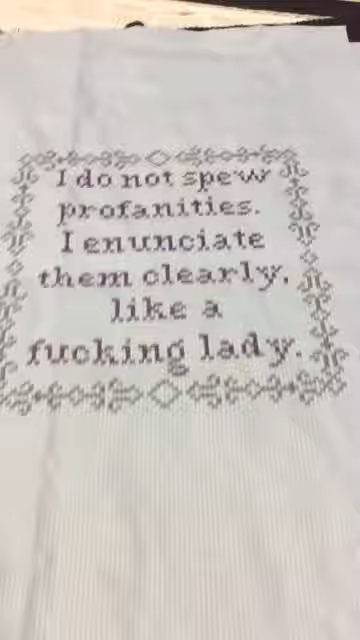 I do not spew
profanities.
I enunciate
them clearly,
like a
fucking lady.